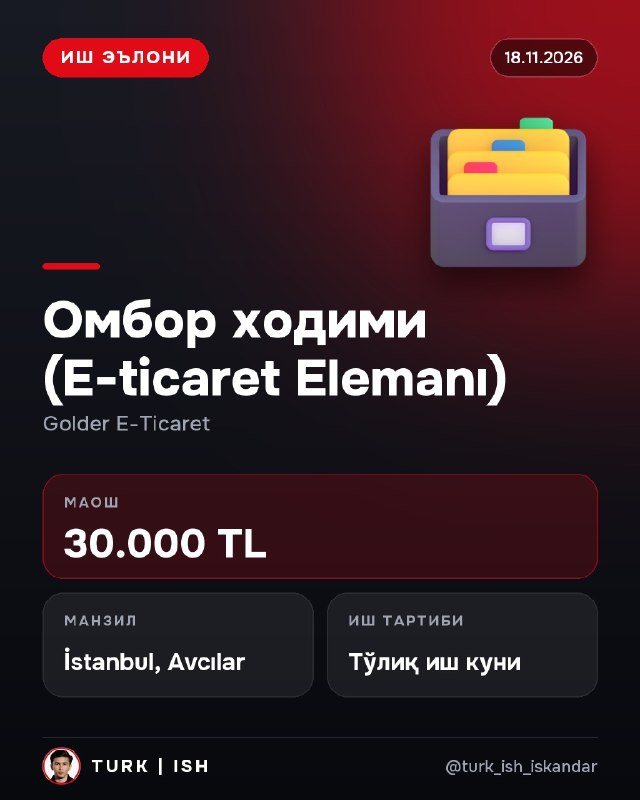 ИШ ЭЪЛОНИ
18.11.2026
Омбор ходими
(E-ticaret Elemanı)
Golder E-Ticaret
МАОШ
30.000 TL
МАНЗИЛ
İstanbul, Avcılar
ИШ ТАРТИБИ
Тўлиқ иш куни
TURK | ISH
@turk_ish_iskandar